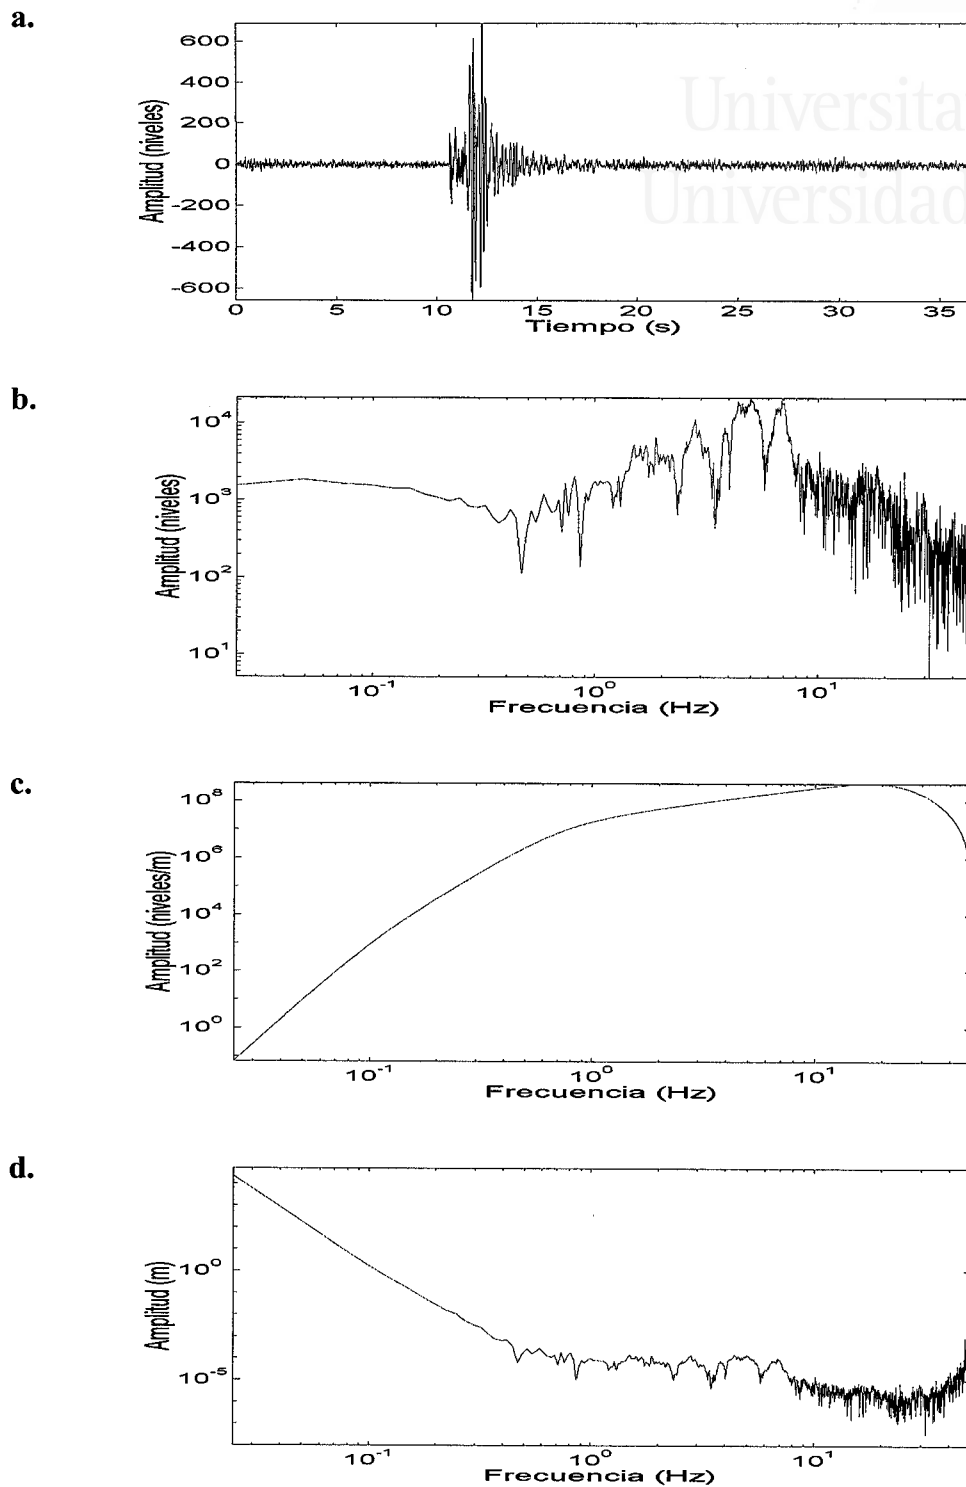 a.
Universita
Universidad
Amplitud (niveles)
600
400
200
0
-200
-400
-600
0 5 10 15 20 25 30 35
Tiempo (s)
b.
Amplitud (niveles)
10⁴
10³
10²
10¹
10⁻¹ 10⁰ 10¹
Frecuencia (Hz)
c.
Amplitud (niveles/m)
10⁸
10⁶
10⁴
10²
10⁰
10⁻¹ 10⁰ 10¹
Frecuencia (Hz)
d.
Amplitud (m)
10⁰
10⁻⁵
10⁻¹ 10⁰ 10¹
Frecuencia (Hz)